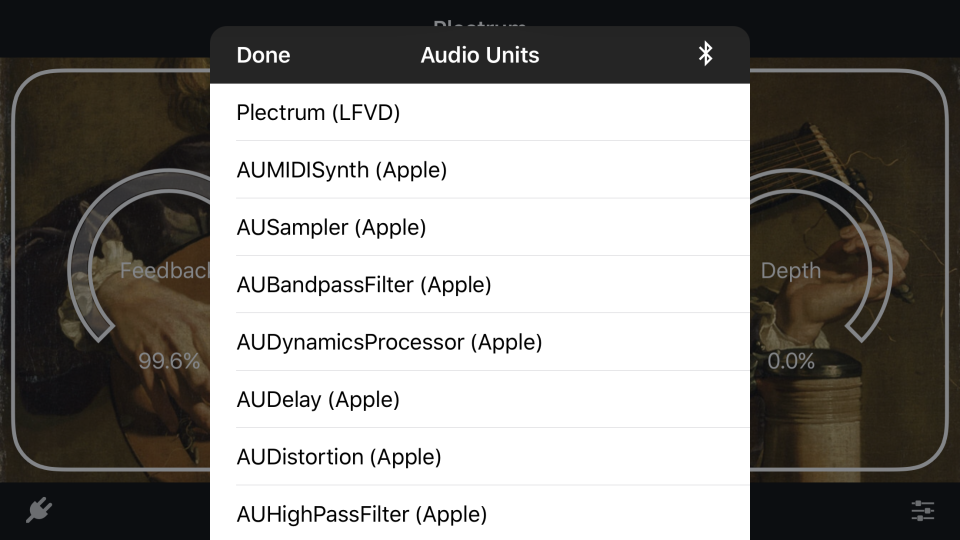 Plectrum
Done
Audio Units
Plectrum (LFVD)
AUMIDISynth (Apple)
AUSampler (Apple)
AUBandpassFilter (Apple)
AUDynamicsProcessor (Apple)
AUDelay (Apple)
AUDistortion (Apple)
AUHighPassFilter (Apple)
Feedback
99.6%
Depth
0.0%